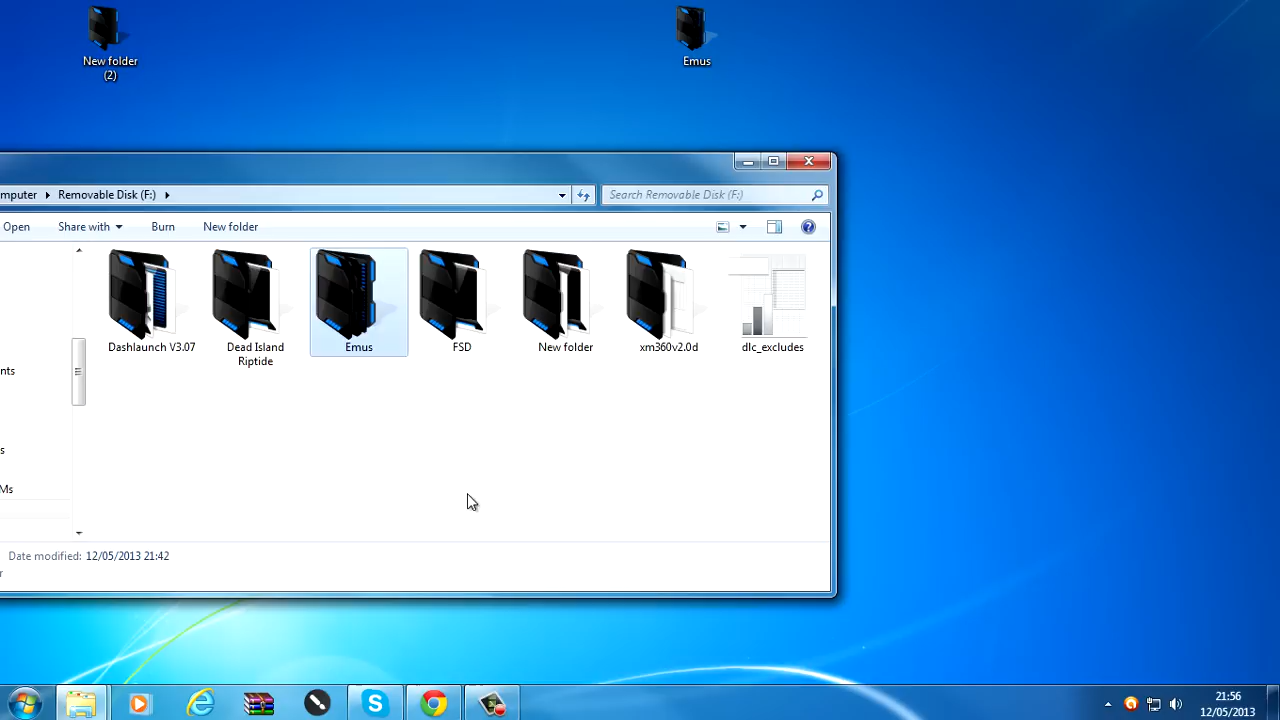 New folder
(2)
Emus
mputer
Removable Disk (F:)
Search Removable Disk (F:)
Open
Share with
Burn
New folder
Dashlaunch V3.07
Dead Island
Riptide
Emus
FSD
New folder
xm360v2.0d
dlc_excludes
nts
s
Ms
Date modified: 12/05/2013 21:42
r
21:56
12/05/2013